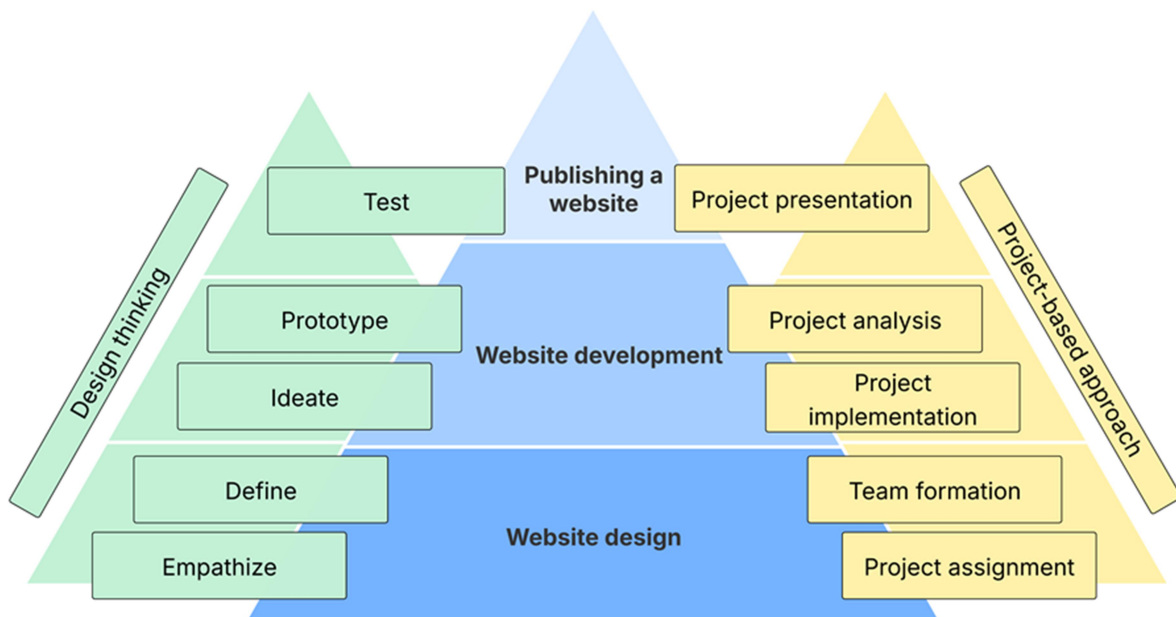 Publishing a
website
Test
Project presentation
Design thinking
Project-based approach
Prototype
Project analysis
Website development
Ideate
Project
implementation
Define
Team formation
Website design
Empathize
Project assignment